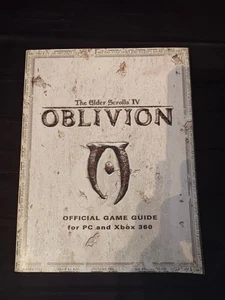 The Elder Scrolls IV
OBLIVION
OFFICIAL GAME GUIDE
for PC and Xbox 360